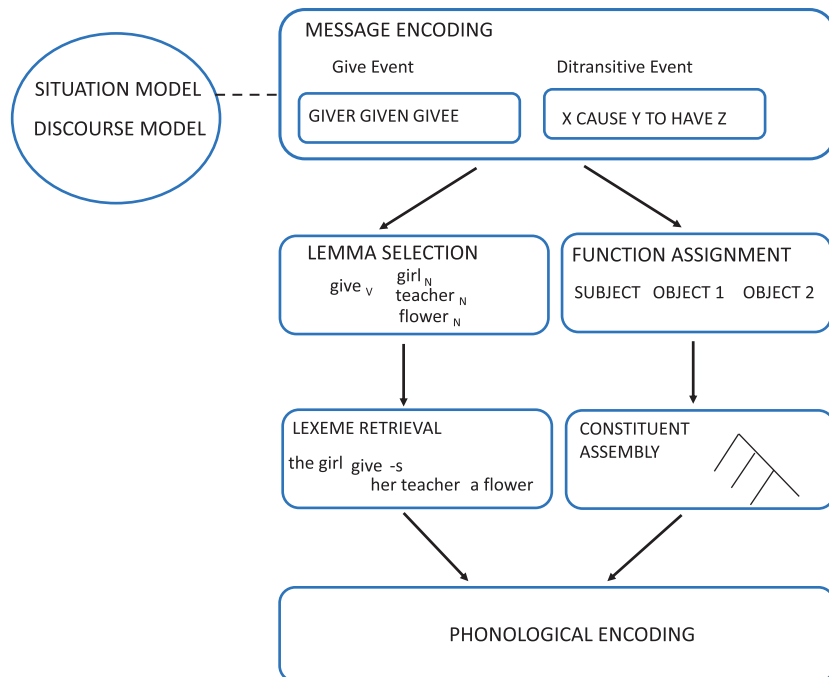 SITUATION MODEL
DISCOURSE MODEL
MESSAGE ENCODING
Give Event
Ditransitive Event
GIVER GIVEN GIVEE
X CAUSE Y TO HAVE Z
LEMMA SELECTION
give V
girl N
teacher N
flower N
FUNCTION ASSIGNMENT
SUBJECT OBJECT 1 OBJECT 2
LEXEME RETRIEVAL
the girl give -s
her teacher a flower
CONSTITUENT
ASSEMBLY
PHONOLOGICAL ENCODING